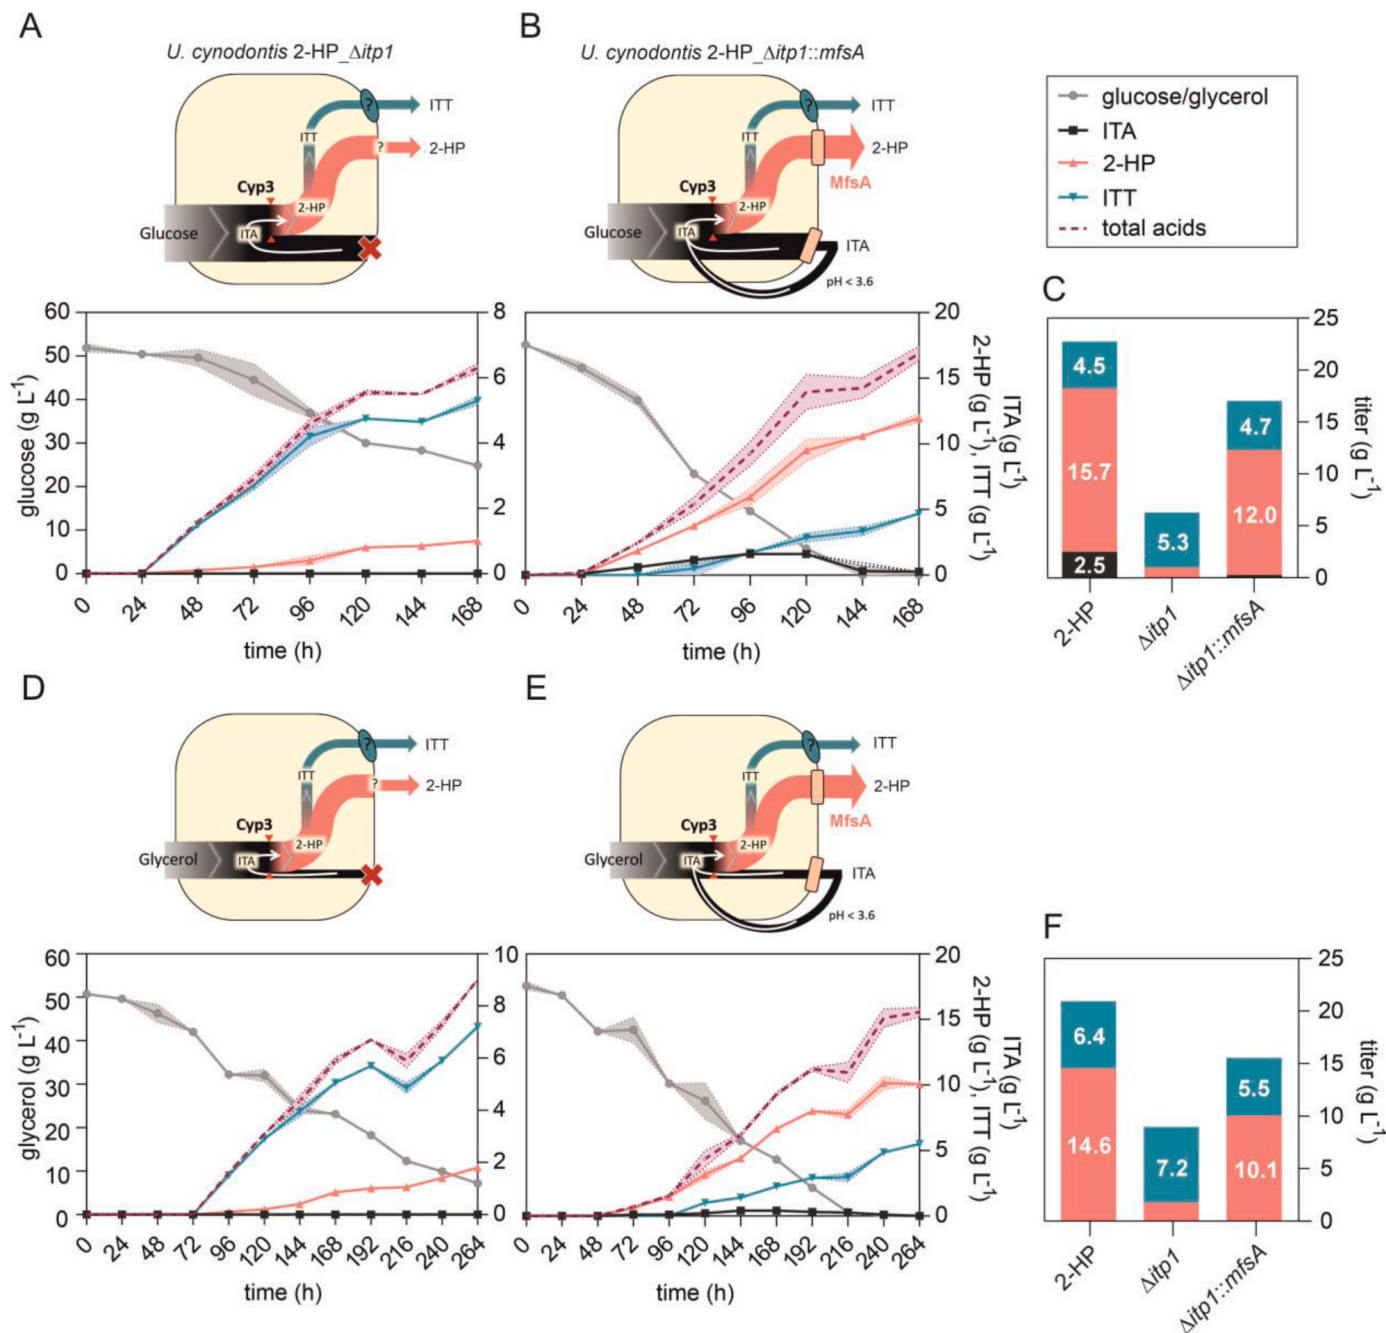 A
U. cynodontis 2-HP_Δitp1
?
ITT
ITT
?
2-HP
Cyp3
2-HP
Glucose
ITA
B
U. cynodontis 2-HP_Δitp1::mfsA
?
ITT
ITT
2-HP
MfsA
Cyp3
2-HP
Glucose
ITA
ITA
pH < 3.6
glucose/glycerol
ITA
2-HP
ITT
total acids
glucose (g L-1)
60
50
40
30
20
10
0
8
6
4
2
0
0 24 48 72 96 120 144 168
time (h)
20
15
10
5
0
ITA (g L-1)
2-HP (g L-1), ITT (g L-1)
0 24 48 72 96 120 144 168
time (h)
C
4.5
15.7
2.5
5.3
4.7
12.0
25
20
15
10
5
0
titer (g L-1)
2-HP
Δitp1
Δitp1::mfsA
D
?
ITT
ITT
?
2-HP
Cyp3
2-HP
Glycerol
ITA
E
?
ITT
ITT
2-HP
MfsA
Cyp3
2-HP
Glycerol
ITA
ITA
pH < 3.6
glycerol (g L-1)
60
50
40
30
20
10
0
10
8
6
4
2
0
0 24 48 72 96 120 144 168 192 216 240 264
time (h)
20
15
10
5
0
ITA (g L-1)
2-HP (g L-1), ITT (g L-1)
0 24 48 72 96 120 144 168 192 216 240 264
time (h)
F
6.4
14.6
7.2
5.5
10.1
25
20
15
10
5
0
titer (g L-1)
2-HP
Δitp1
Δitp1::mfsA